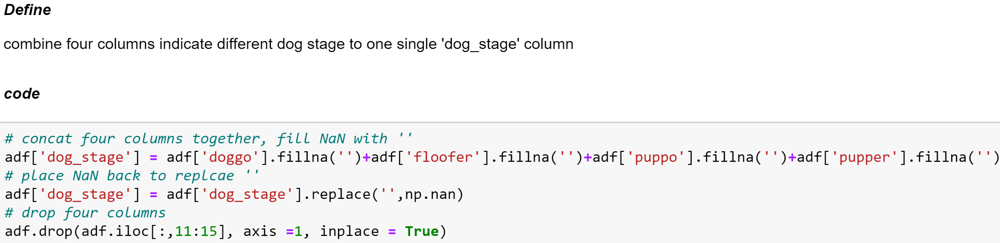 Define
combine four columns indicate different dog stage to one single 'dog_stage' column
code
# concat four columns together, fill NaN with ''
adf['dog_stage'] = adf['doggo'].fillna('')+adf['floofer'].fillna('')+adf['puppo'].fillna('')+adf['pupper'].fillna('')
# place NaN back to replcae ''
adf['dog_stage'] = adf['dog_stage'].replace('',np.nan)
# drop four columns
adf.drop(adf.iloc[:,11:15], axis =1, inplace = True)